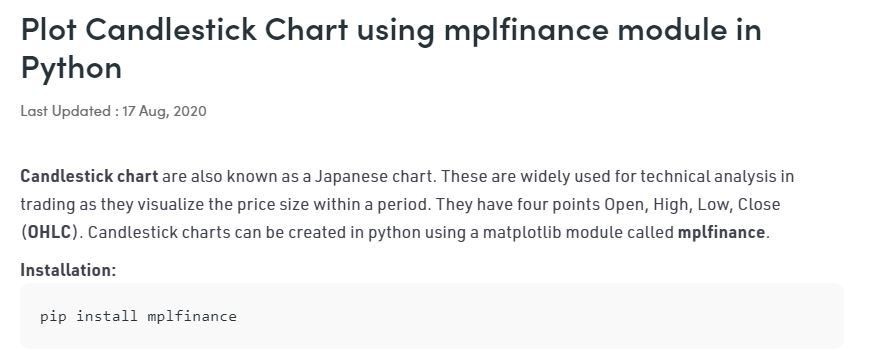 Plot Candlestick Chart using mplfinance module in
Python
Last Updated : 17 Aug, 2020
Candlestick chart are also known as a Japanese chart. These are widely used for technical analysis in
trading as they visualize the price size within a period. They have four points Open, High, Low, Close
(OHLC). Candlestick charts can be created in python using a matplotlib module called mplfinance.
Installation:
pip install mplfinance